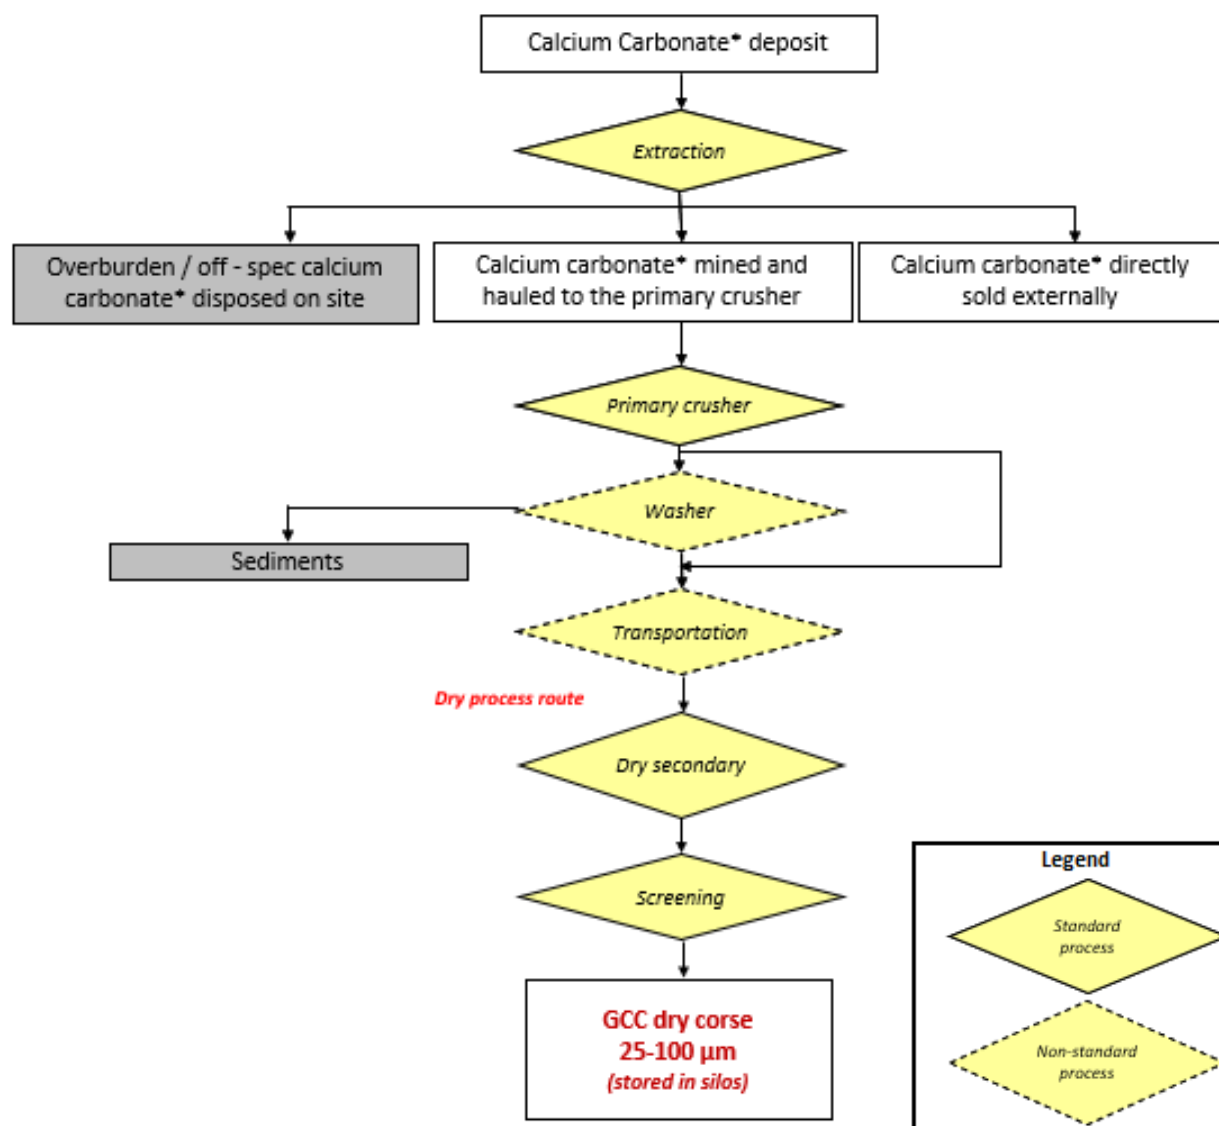 Calcium Carbonate* deposit
Extraction
Overburden / off - spec calcium
carbonate* disposed on site
Calcium carbonate* mined and
hauled to the primary crusher
Calcium carbonate* directly
sold externally
Primary crusher
Washer
Sediments
Transportation
Dry process route
Dry secondary
Screening
GCC dry corse
25-100 µm
(stored in silos)
Legend
Standard
process
Non-standard
process